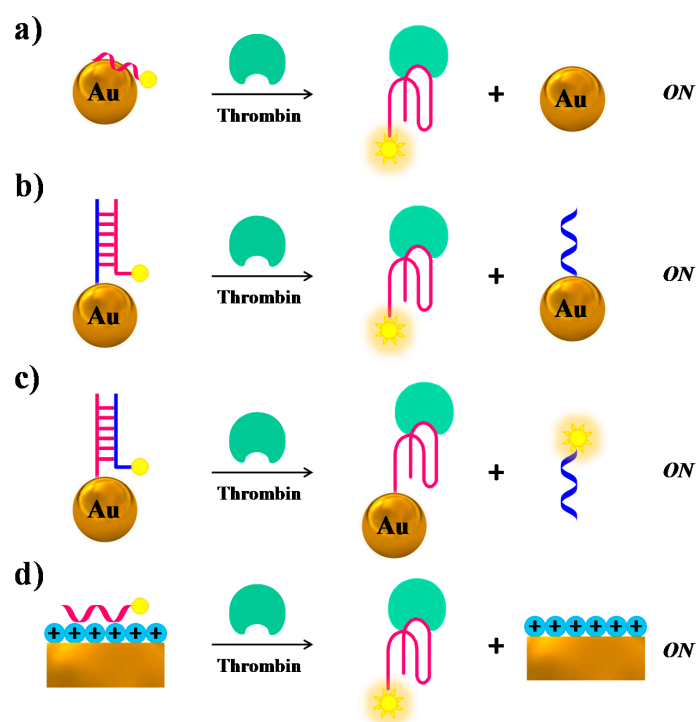 a)
Au
Thrombin
+
Au
ON
b)
Au
Thrombin
+
Au
ON
c)
Au
Thrombin
Au
+
ON
d)
+ + + + + +
Thrombin
+
+ + + + + +
ON